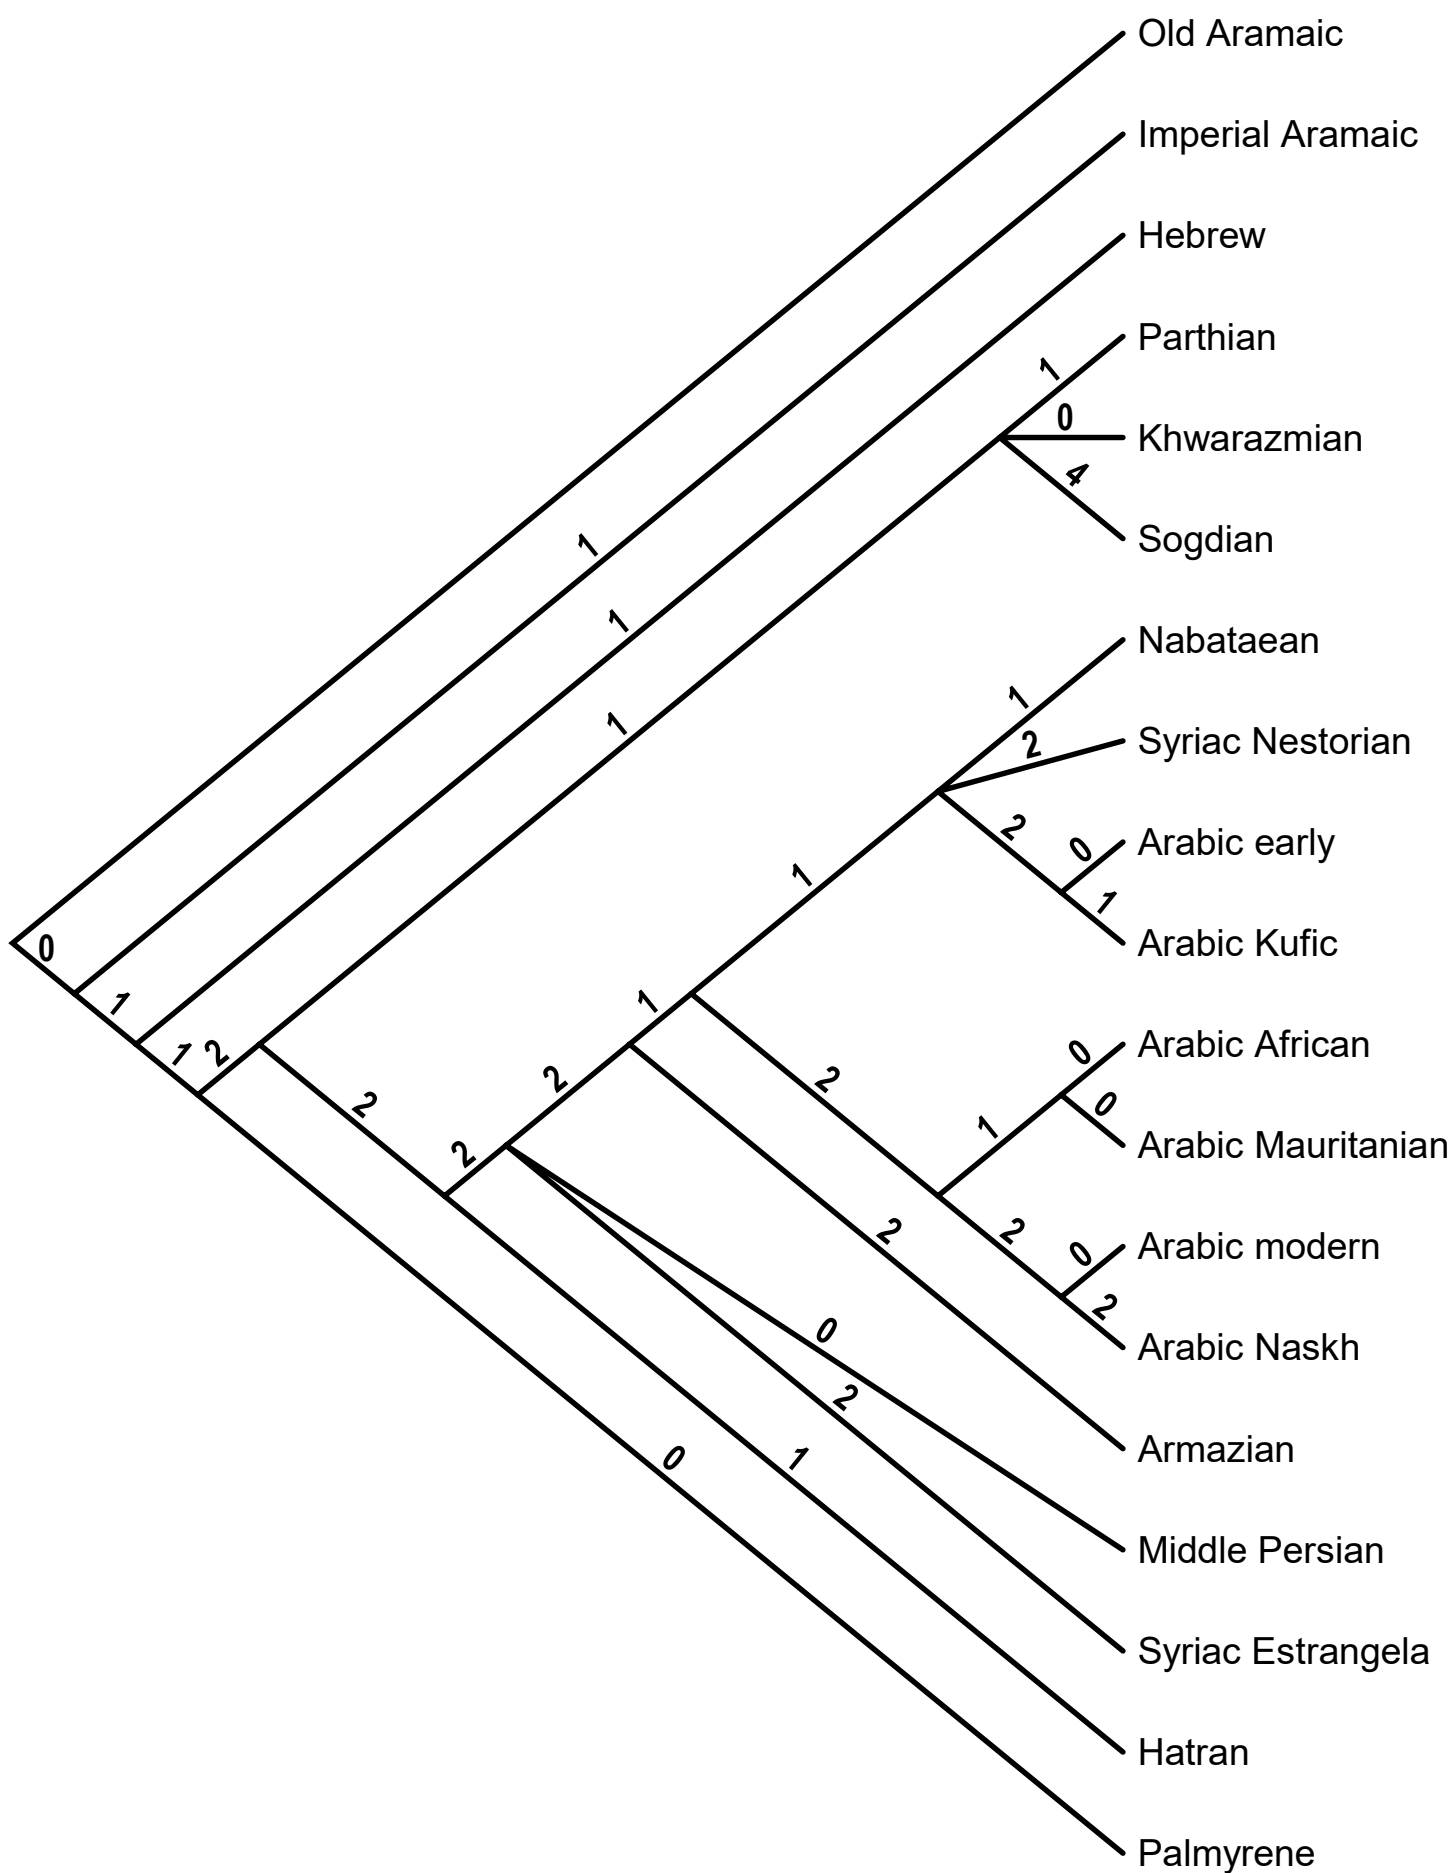 Old Aramaic
Imperial Aramaic
Hebrew
Parthian
1
0
Khwarazmian
4
Sogdian
1
1
Nabataean
1
2
Syriac Nestorian
1
2
0
Arabic early
1
1
Arabic Kufic
0
1
1
0
Arabic African
1
2
2
2
2
1
0
Arabic Mauritanian
2
2
2
0
Arabic modern
2
Arabic Naskh
0
2
Armazian
0
1
Middle Persian
Syriac Estrangela
Hatran
Palmyrene